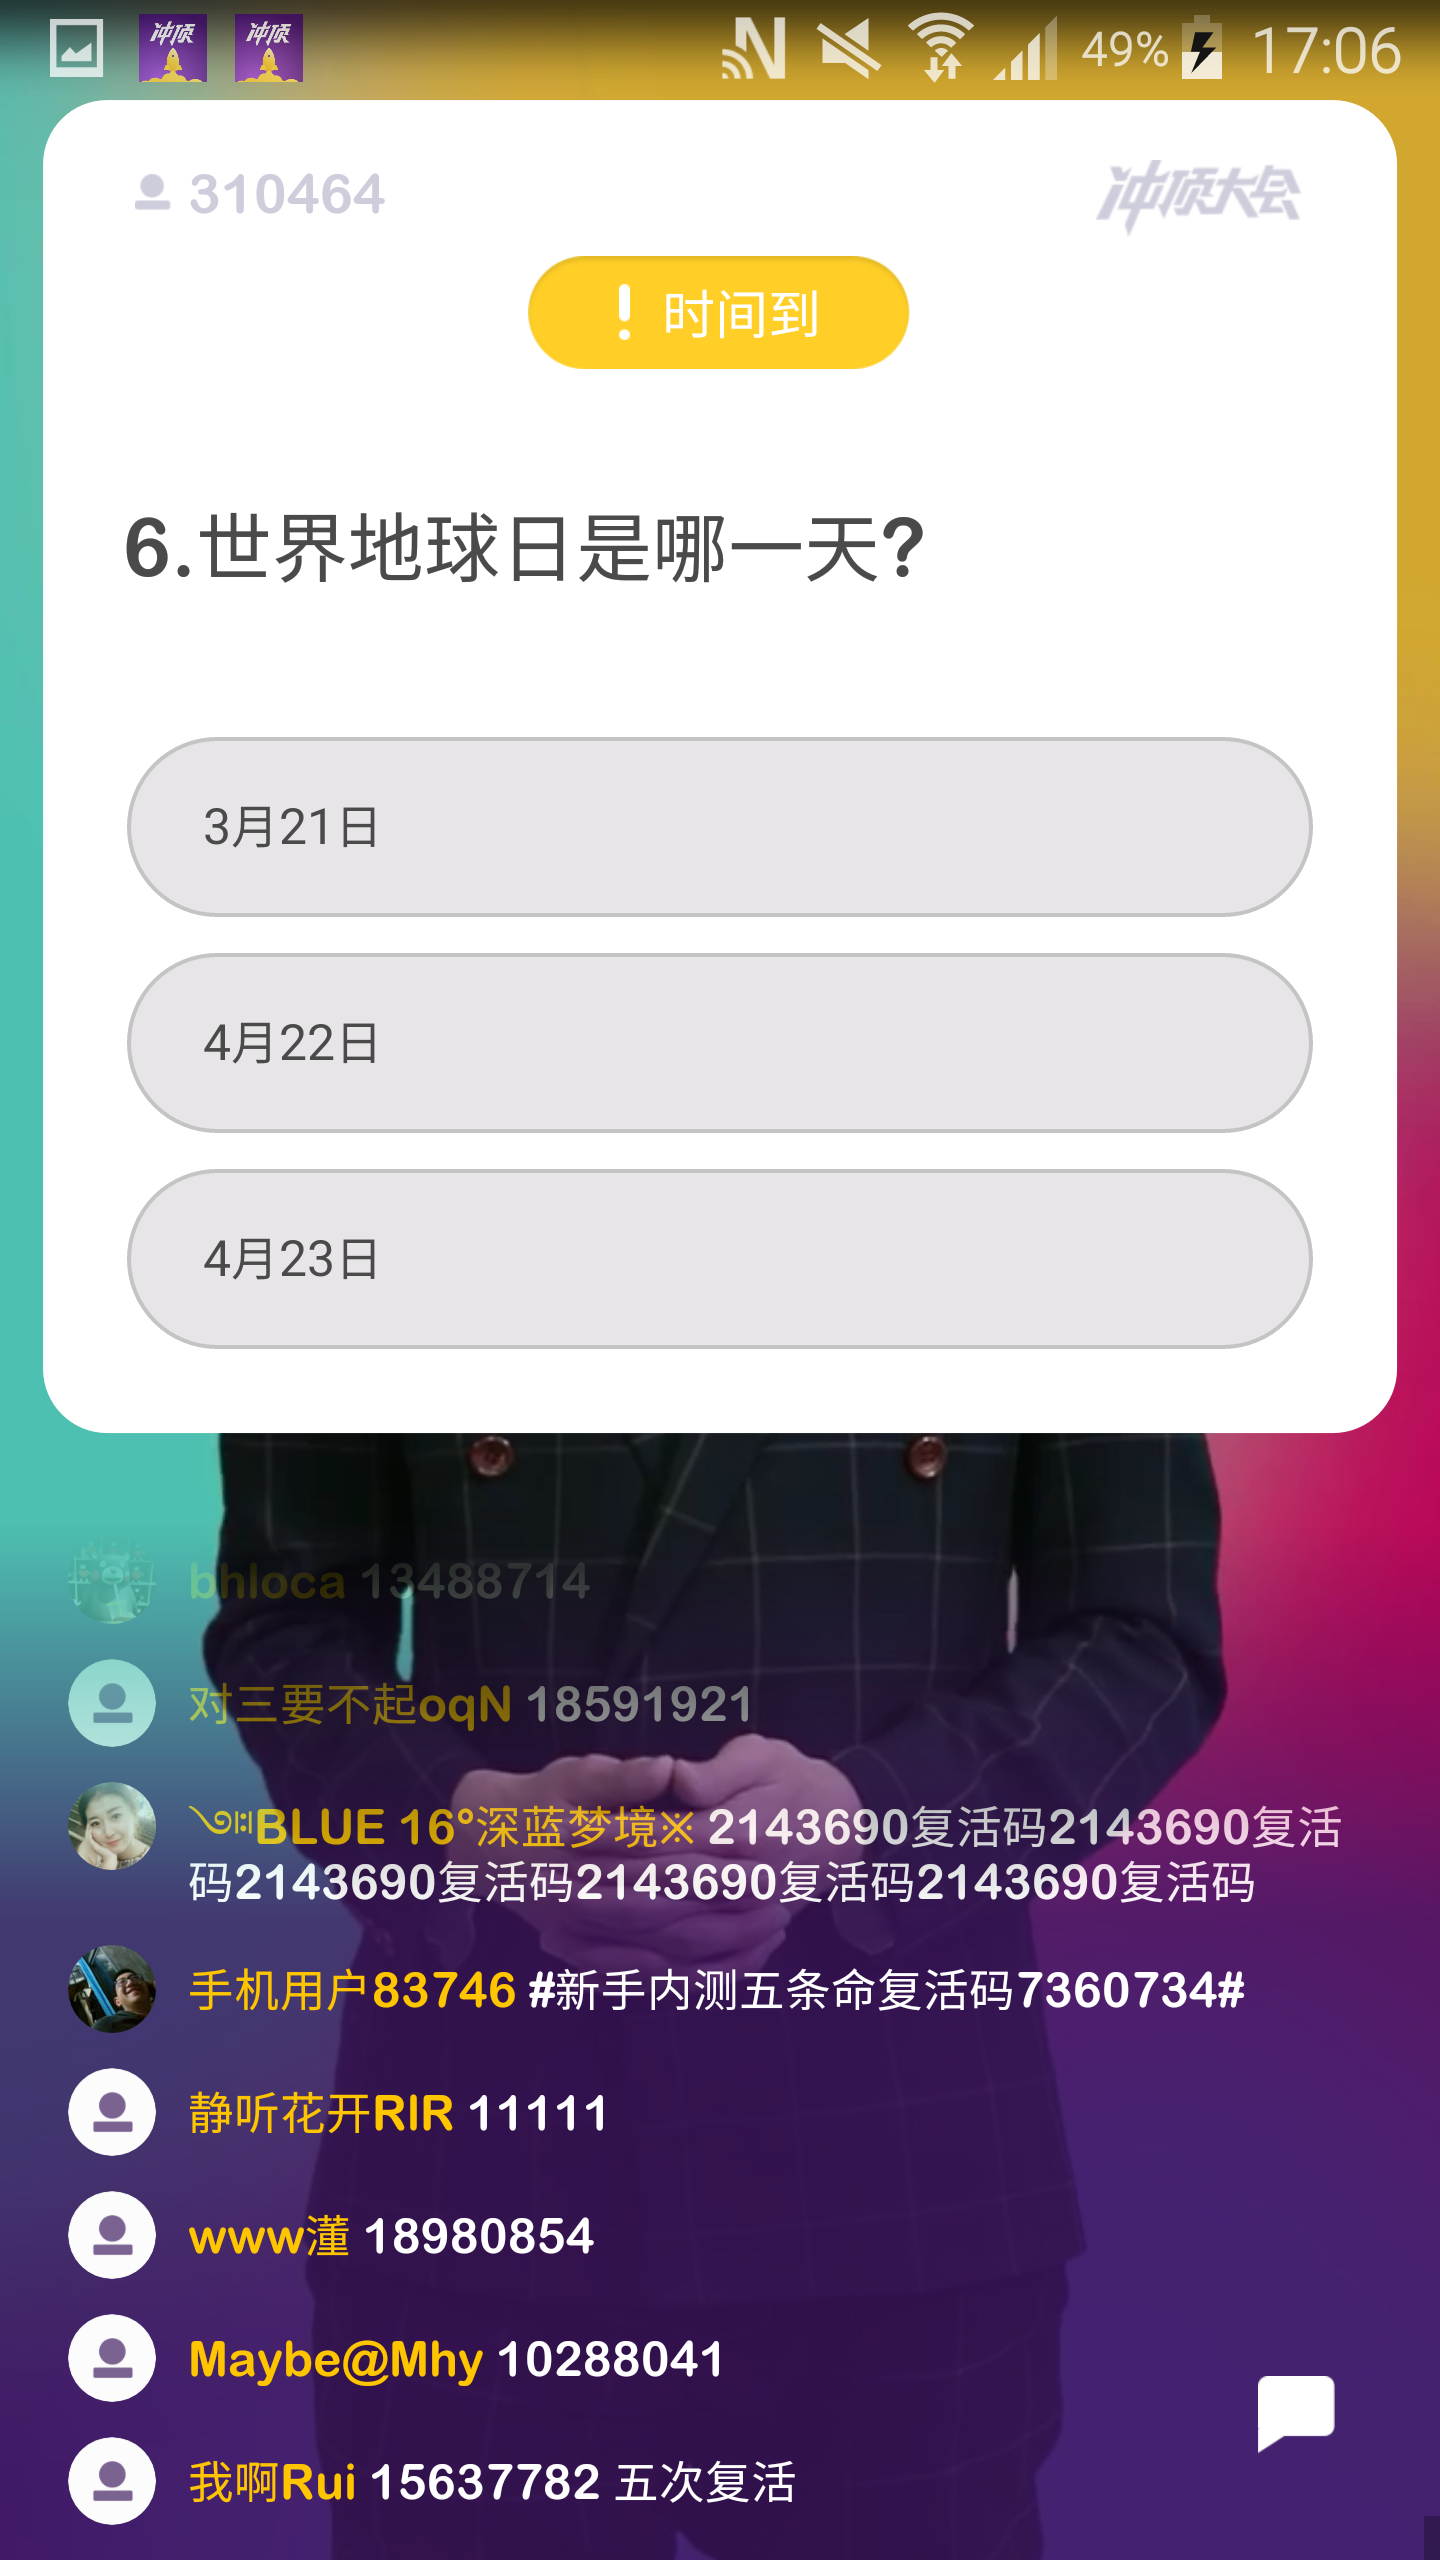 冲顶 冲顶 49% 17:06
310464 冲顶大会
! 时间到
6.世界地球日是哪一天?
3月21日
4月22日
4月23日
bhloca 13488714
对三要不起oqN 18591921
BLUE 16°深蓝梦境※ 2143690复活码2143690复活
码2143690复活码2143690复活码2143690复活码
手机用户83746 #新手内测五条命复活码7360734#
静听花开RIR 11111
www 18980854
Maybe@Mhy 10288041
我啊Rui 15637782 五次复活